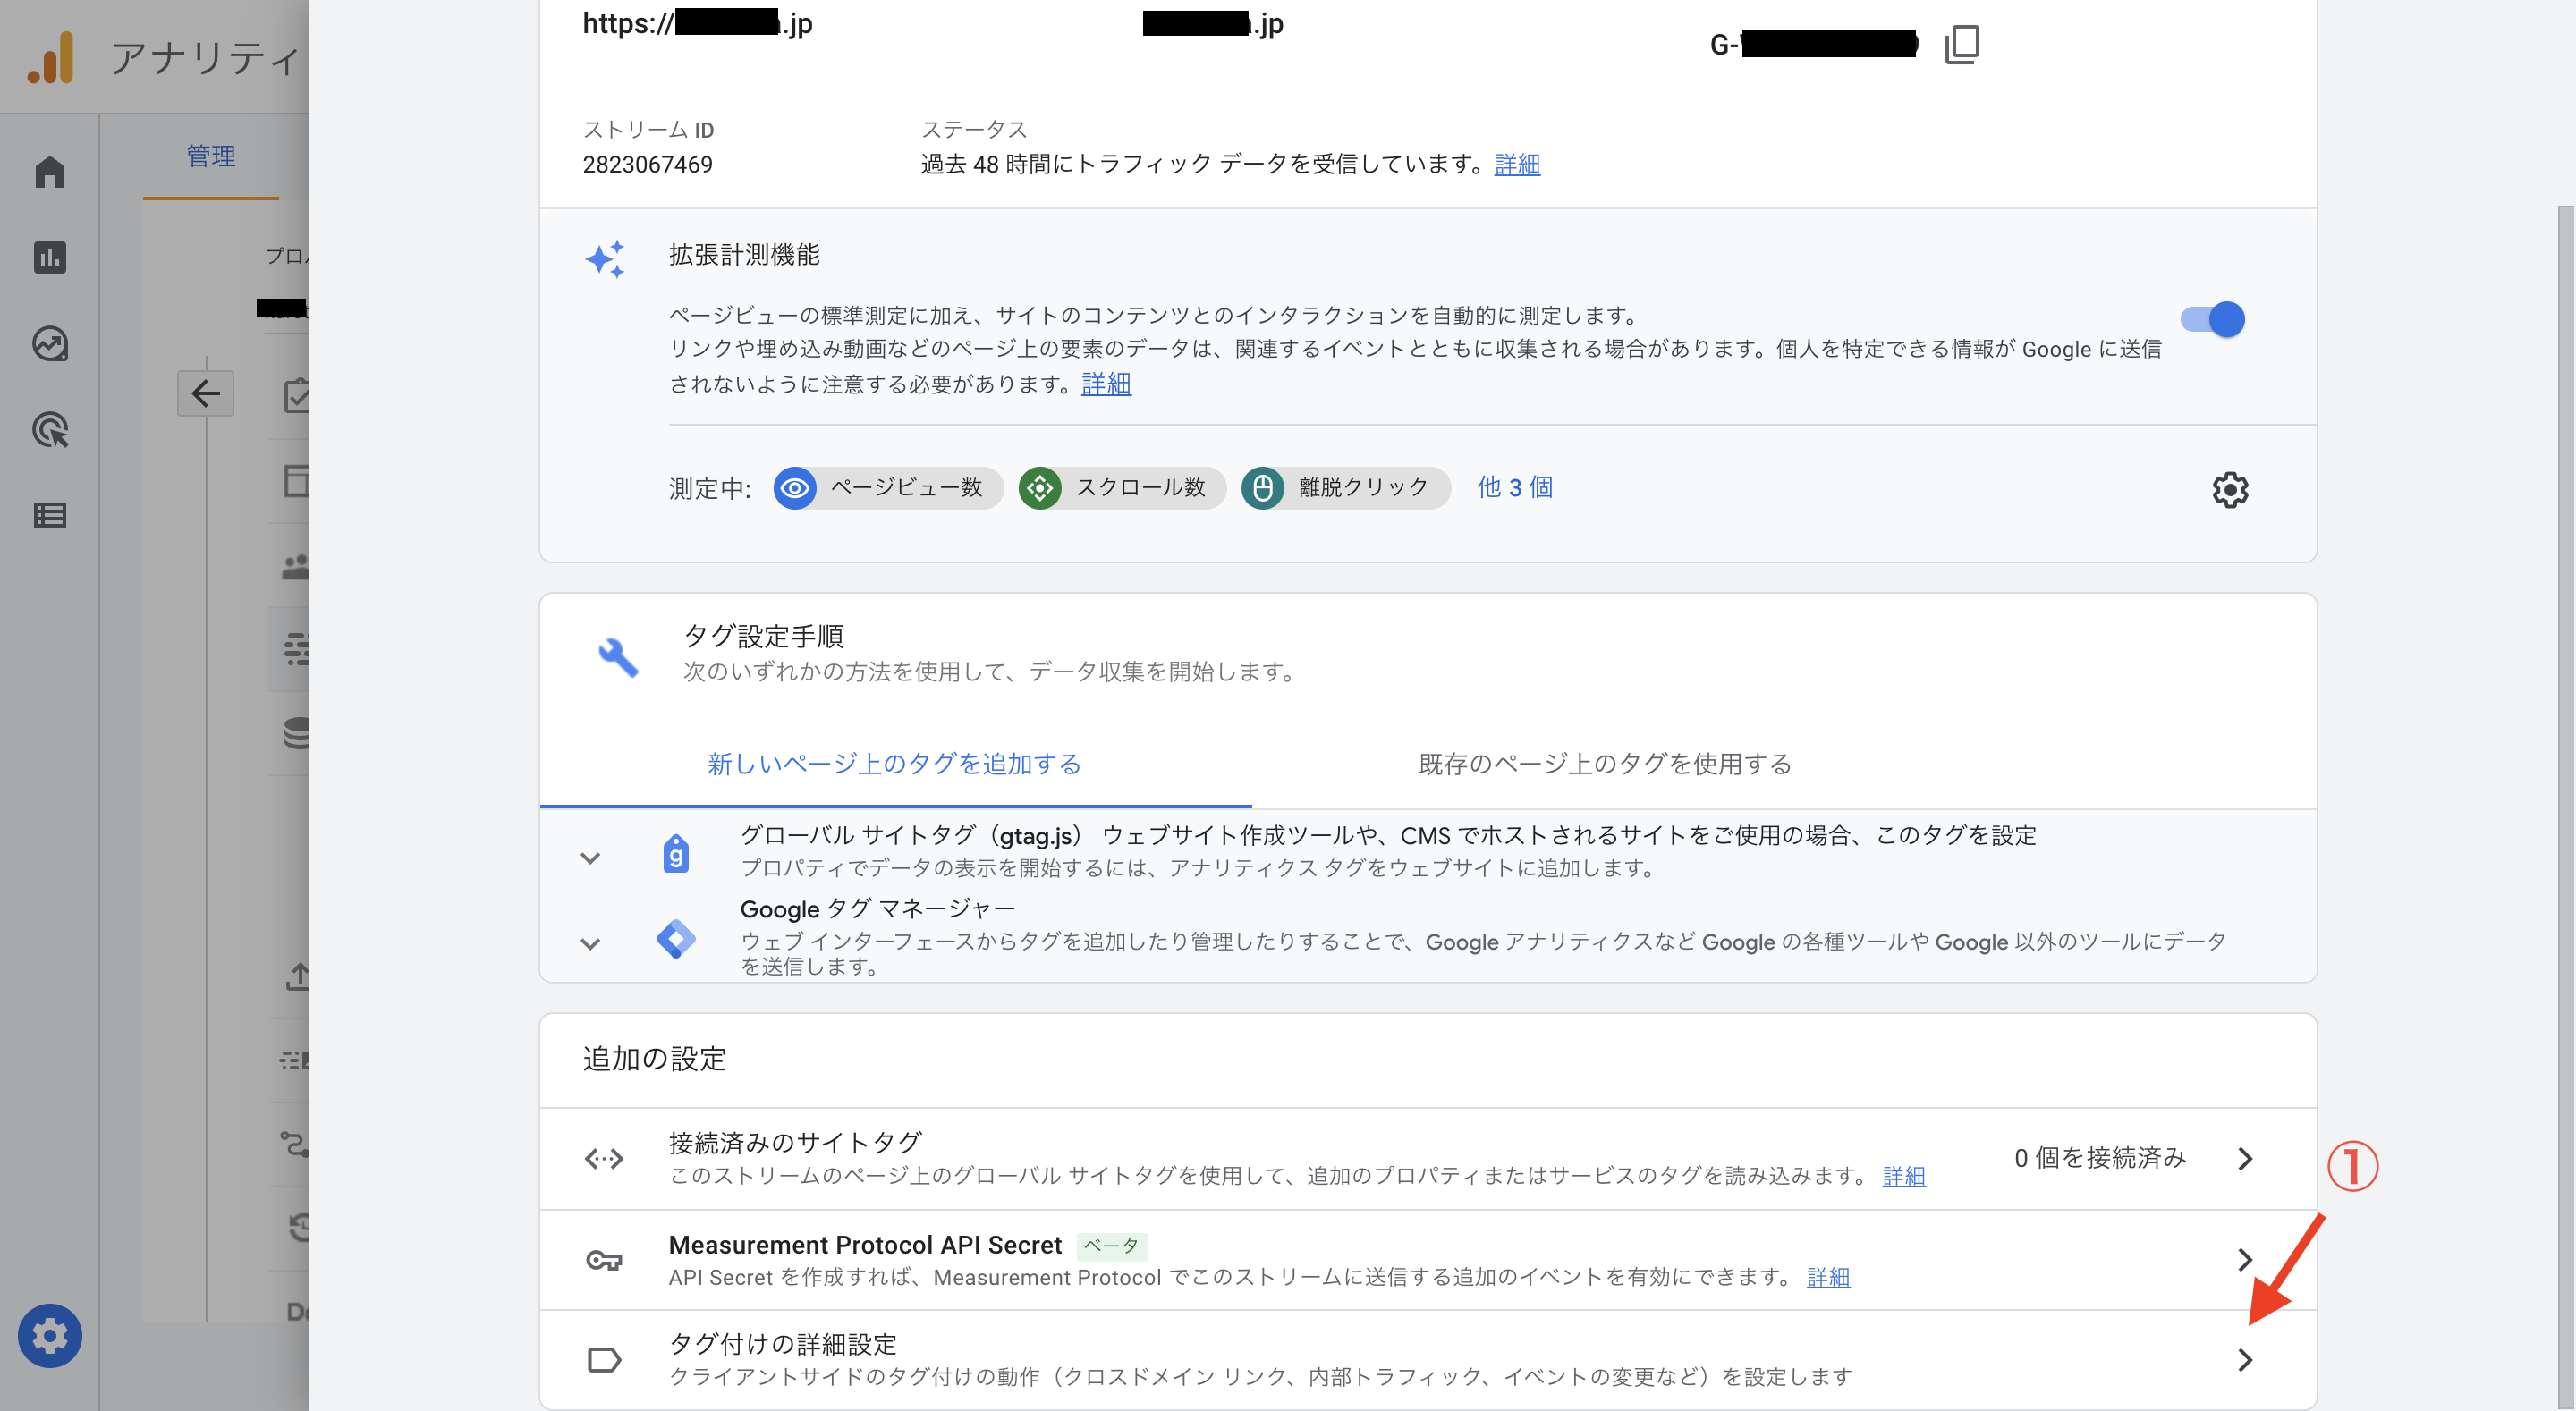 アナリティ
https://
.jp
.jp
G-
管理
ストリーム ID
ステータス
2823067469
過去 48 時間にトラフィック データを受信しています。詳細
プロ
拡張計測機能
ページビューの標準測定に加え、サイトのコンテンツとのインタラクションを自動的に測定します。
リンクや埋め込み動画などのページ上の要素のデータは、関連するイベントとともに収集される場合があります。個人を特定できる情報が Google に送信
されないように注意する必要があります。詳細
測定中: ページビュー数 スクロール数 離脱クリック 他 3 個
タグ設定手順
次のいずれかの方法を使用して、データ収集を開始します。
新しいページ上のタグを追加する
既存のページ上のタグを使用する
グローバル サイトタグ（gtag.js） ウェブサイト作成ツールや、CMS でホストされるサイトをご使用の場合、このタグを設定
プロパティでデータの表示を開始するには、アナリティクス タグをウェブサイトに追加します。
Google タグ マネージャー
ウェブ インターフェースからタグを追加したり管理したりすることで、Google アナリティクスなど Google の各種ツールや Google 以外のツールにデータ
を送信します。
追加の設定
接続済みのサイトタグ
このストリームのページ上のグローバル サイトタグを使用して、追加のプロパティまたはサービスのタグを読み込みます。 詳細
0 個を接続済み
①
Measurement Protocol API Secret ベータ
API Secret を作成すれば、Measurement Protocol でこのストリームに送信する追加のイベントを有効にできます。 詳細
タグ付けの詳細設定
クライアントサイドのタグ付けの動作（クロスドメイン リンク、内部トラフィック、イベントの変更など）を設定します